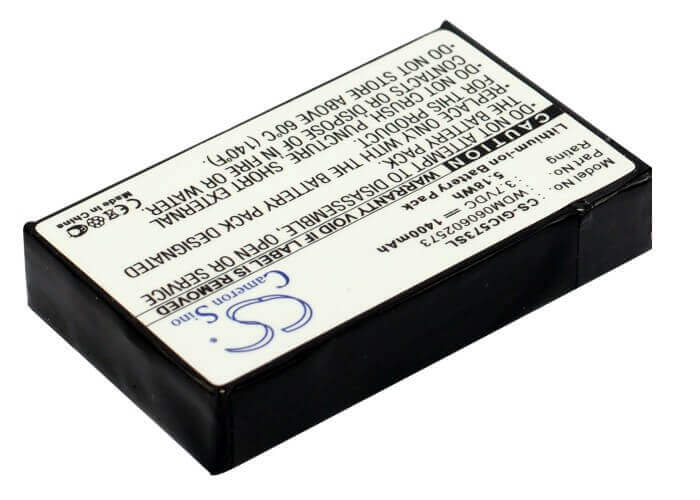 Model No. : CS-GIC573SL
Part No. : WDM060602573
Rating : 3.7VDC ⎓ 1400mAh
5.18Wh
Lithium-ion Battery Pack
CAUTION: IF LABEL IS REMOVED
•DO NOT ATTEMPT TO DISASSEMBLE, OPEN OR SERVICE
THE BATTERY PACK.
•REPLACE ONLY WITH THE BATTERY PACK DESIGNATED
FOR THIS PRODUCT.
•DO NOT CRUSH, PUNCTURE, SHORT EXTERNAL
CONTACTS OR DISPOSE OF IN FIRE OR WATER.
•DO NOT STORE ABOVE 60°C (140°F).
CE
Made in China
CS
Cameron Sino